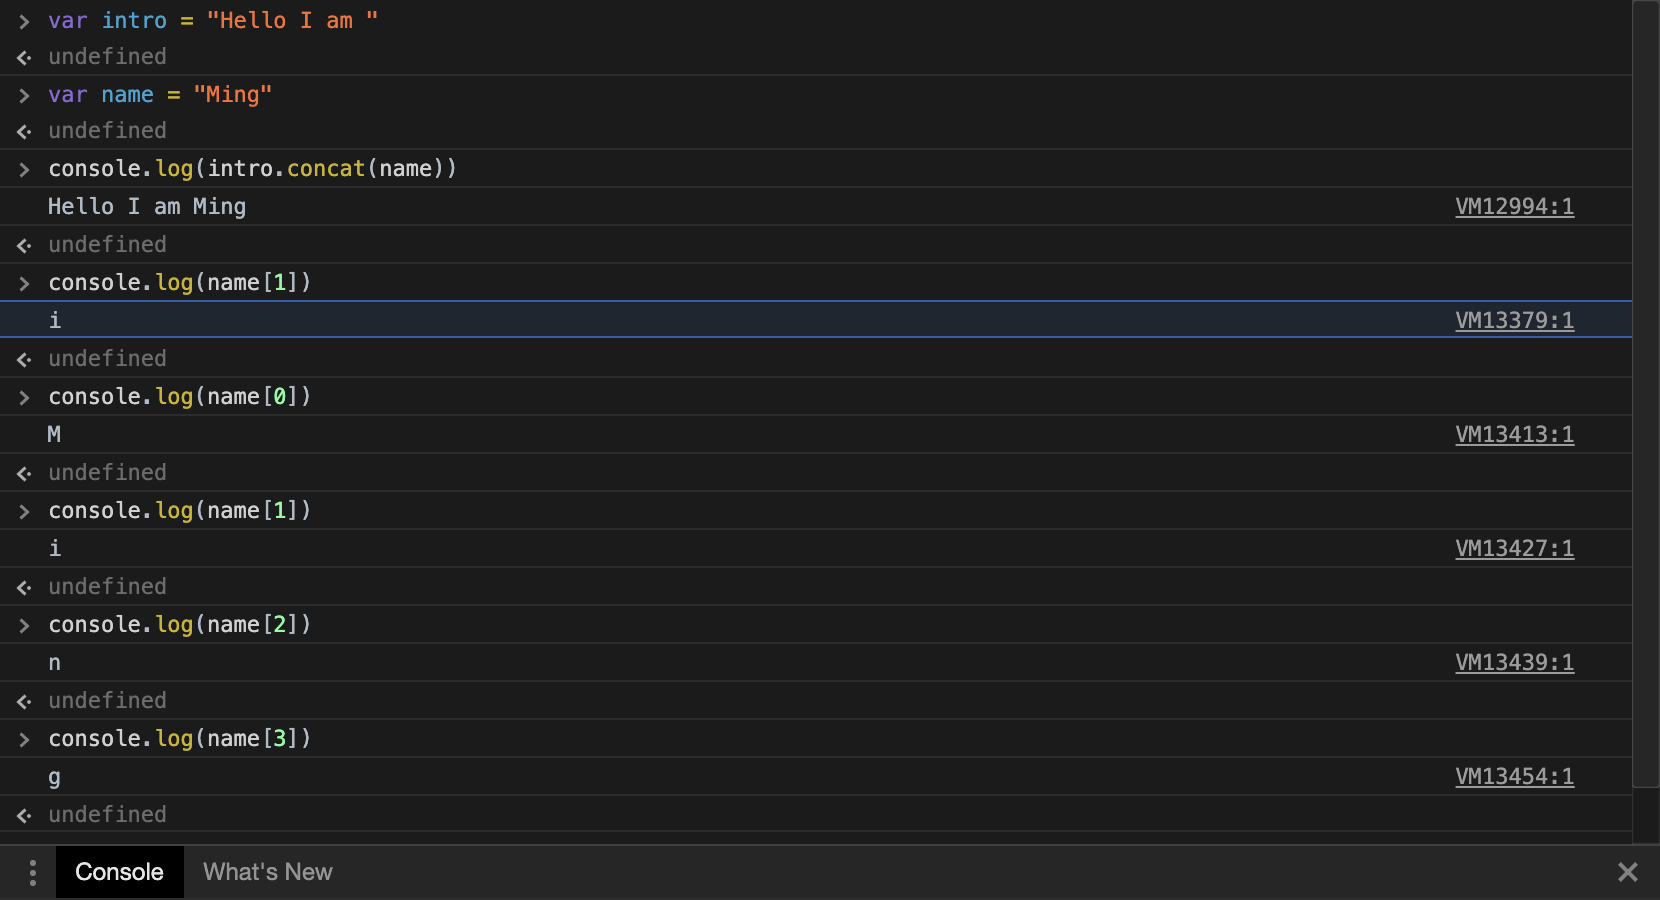 > var intro = "Hello I am "
undefined
> var name = "Ming"
undefined
> console.log(intro.concat(name))
Hello I am Ming VM12994:1
undefined
> console.log(name[1])
i VM13379:1
undefined
> console.log(name[0])
M VM13413:1
undefined
> console.log(name[1])
i VM13427:1
undefined
> console.log(name[2])
n VM13439:1
undefined
> console.log(name[3])
g VM13454:1
undefined
Console What's New